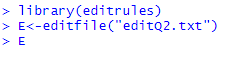 > library(editrules)
> E<-editfile("editQ2.txt")
> E